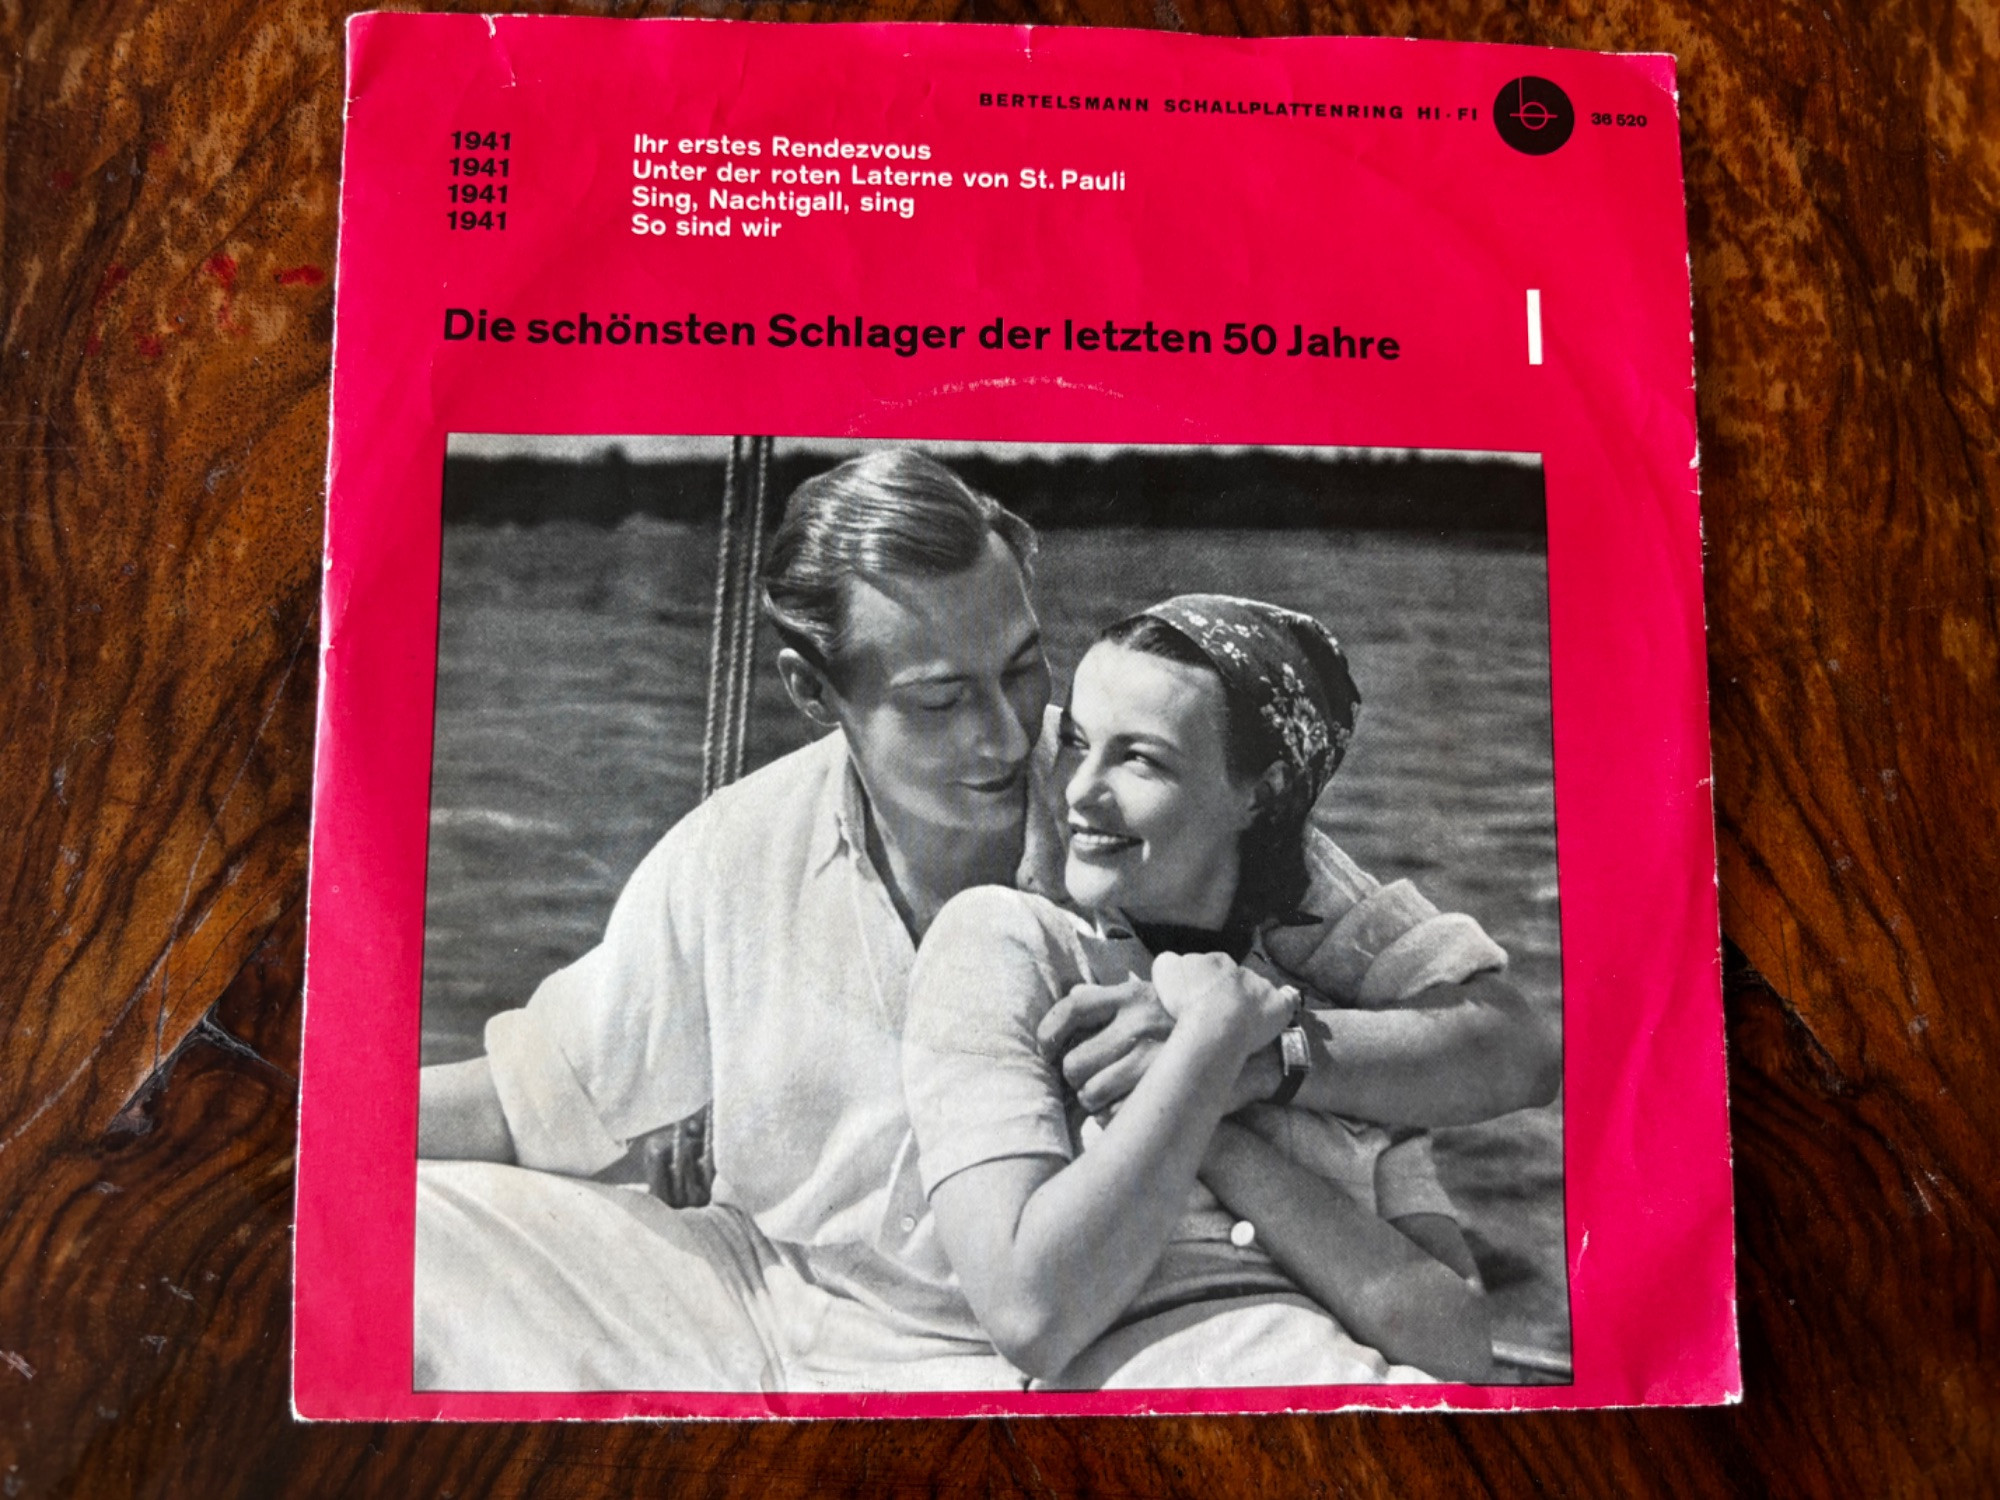 BERTELSMANN SCHALLPLATTENRING HI-FI b 36 520
1941 Ihr erstes Rendezvous
1941 Unter der roten Laterne von St. Pauli
1941 Sing, Nachtigall, sing
1941 So sind wir
Die schönsten Schlager der letzten 50 Jahre I